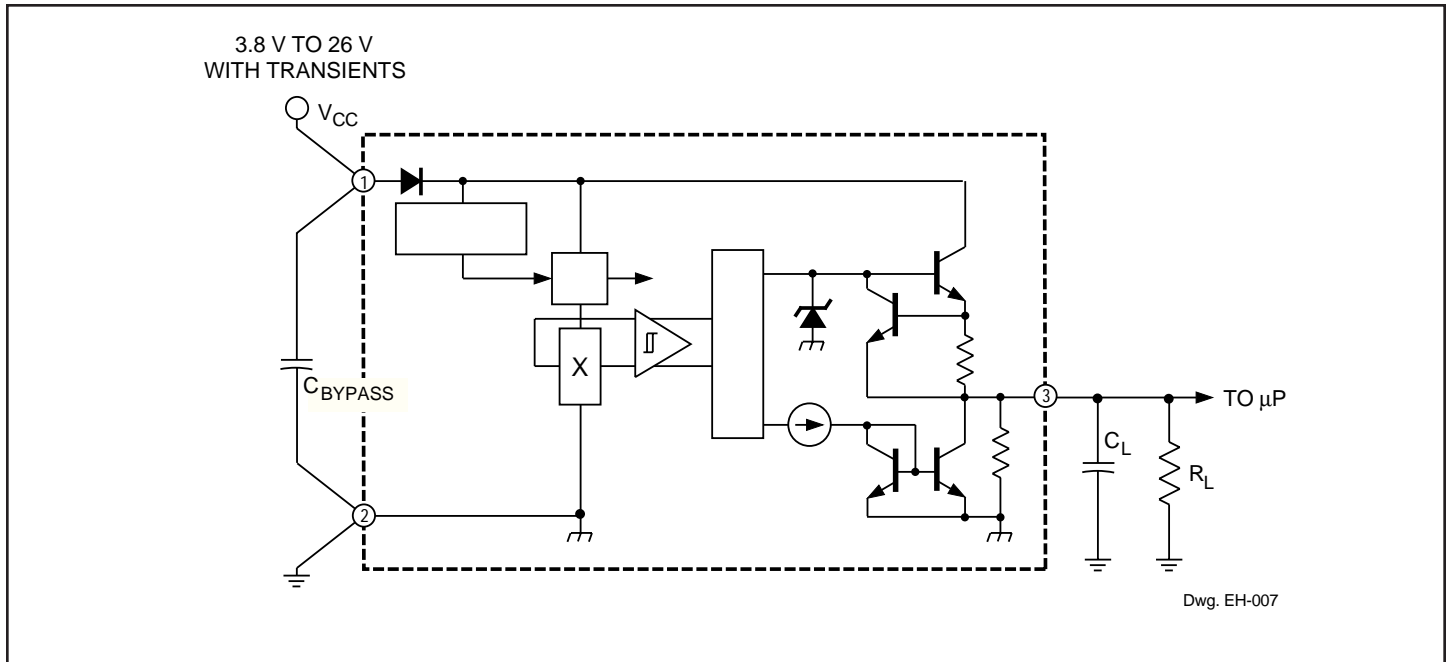 3.8 V TO 26 V
WITH TRANSIENTS
VCC
1
X
CBYPASS
3
TO µP
CL
RL
2
Dwg. EH-007